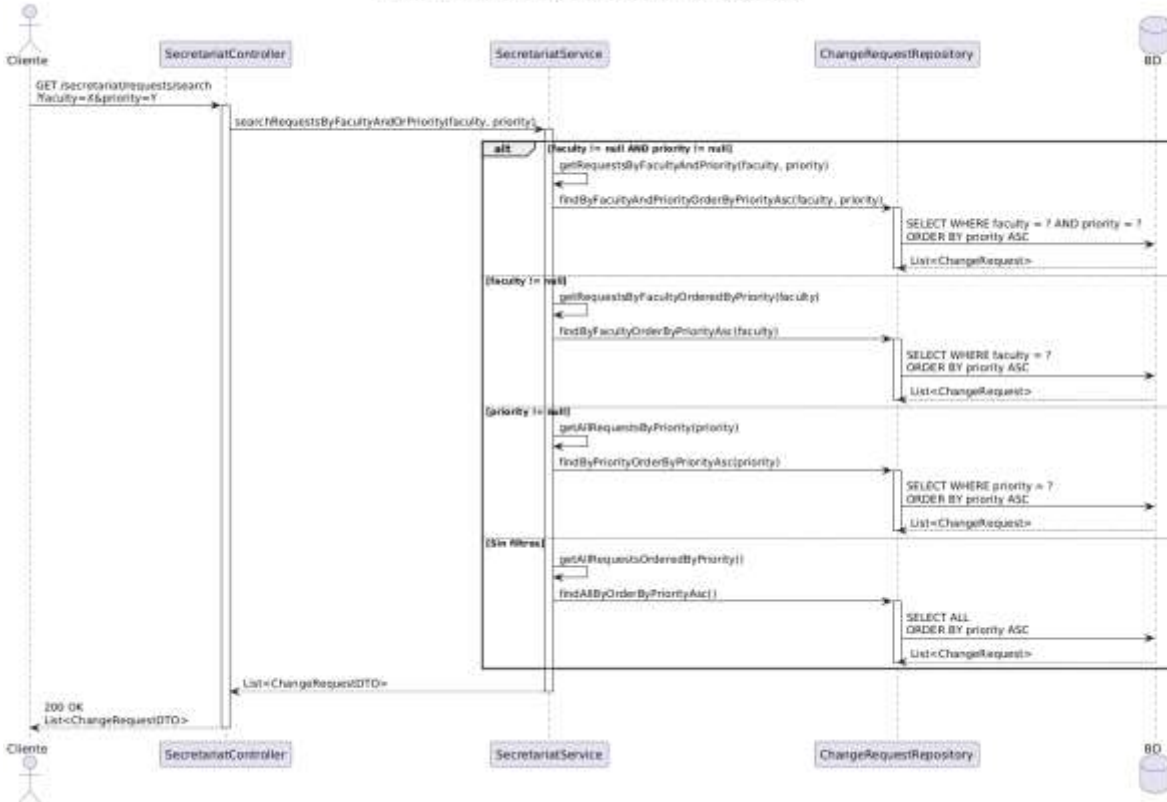 Cliente
SecretariatController
SecretariatService
ChangeRequestRepository
BD
GET /secretariat/requests/search
?faculty=X&priority=Y
searchRequestsByFacultyAndOrPriority(faculty, priority)
alt
[faculty != null AND priority != null]
getRequestsByFacultyAndPriority(faculty, priority)
findByFacultyAndPriorityOrderByPriorityAsc(faculty, priority)
SELECT WHERE faculty = ? AND priority = ?
ORDER BY priority ASC
List<ChangeRequest>
[faculty != null]
getRequestsByFacultyOrderedByPriority(faculty)
findByFacultyOrderByPriorityAsc(faculty)
SELECT WHERE faculty = ?
ORDER BY priority ASC
List<ChangeRequest>
[priority != null]
getAllRequestsByPriority(priority)
findByPriorityOrderByPriorityAsc(priority)
SELECT WHERE priority = ?
ORDER BY priority ASC
List<ChangeRequest>
[Sin filtros]
getAllRequestsOrderedByPriority()
findAllByOrderByPriorityAsc()
SELECT ALL
ORDER BY priority ASC
List<ChangeRequest>
List<ChangeRequestDTO>
200 OK
List<ChangeRequestDTO>
Cliente
SecretariatController
SecretariatService
ChangeRequestRepository
BD